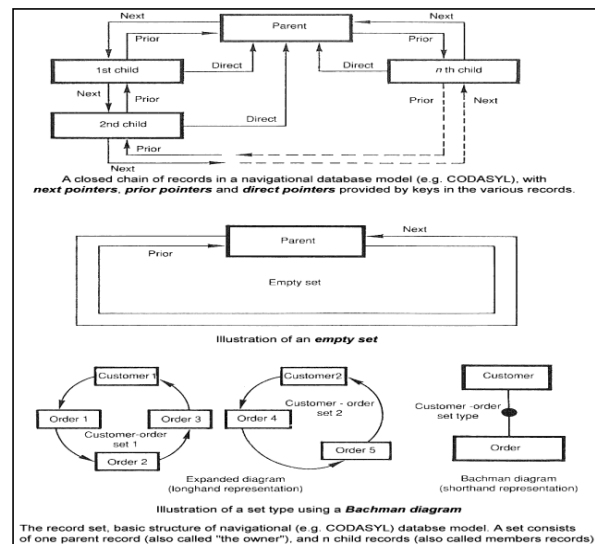 Next
Parent
Next
Prior
Prior
1st child
Direct
Direct
n th child
Next
Prior
Prior
Next
2nd child
Direct
Prior
Next
A closed chain of records in a navigational database model (e.g. CODASYL), with
next pointers, prior pointers and direct pointers provided by keys in the various records.
Parent
Next
Prior
Empty set
Illustration of an empty set
Customer 1
Order 1
Order 3
Customer-order
set 1
Order 2
Customer2
Order 4
Customer - order
set 2
Order 5
Customer
Customer -order
set type
Order
Expanded diagram
(longhand representation)
Bachman diagram
(shorthand representation)
Illustration of a set type using a Bachman diagram
The record set, basic structure of navigational (e.g. CODASYL) databse model. A set consists
of one parent record (also called "the owner"), and n child records (also called members records)